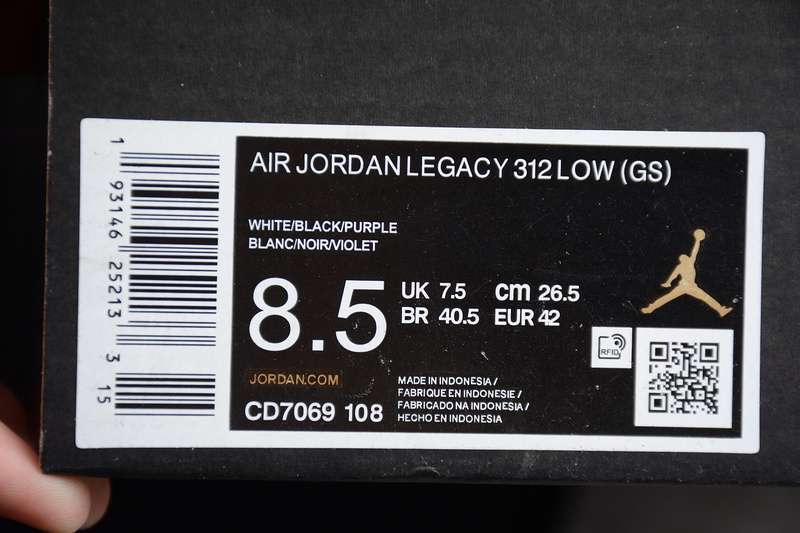 AIR JORDAN LEGACY 312 LOW (GS)
WHITE/BLACK/PURPLE
BLANC/NOIR/VIOLET
8.5
UK 7.5 cm 26.5
BR 40.5 EUR 42
RFID
JORDAN.COM
CD7069 108
MADE IN INDONESIA /
FABRIQUE EN INDONESIE /
FABRICADO NA INDONESIA /
HECHO EN INDONESIA
1 93146 25213 3 15